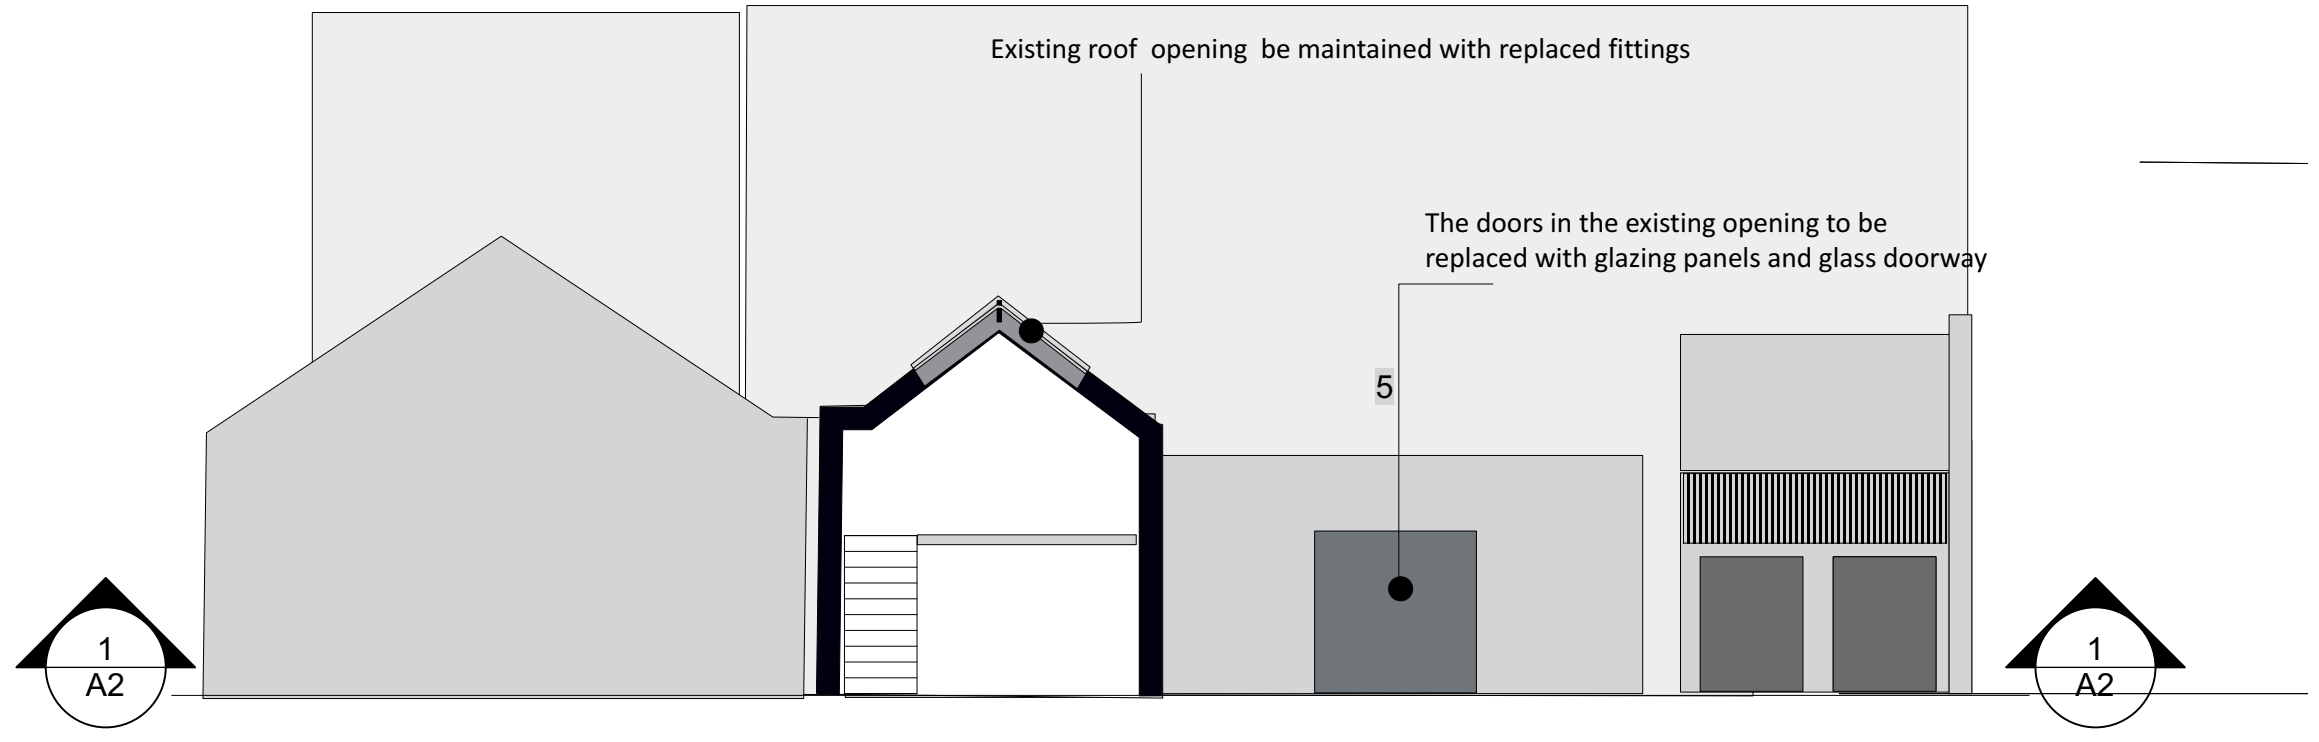 Existing roof  opening  be maintained with replaced fittings
The doors in the existing opening to be
replaced with glazing panels and glass doorway
5
1
A2
1
A2